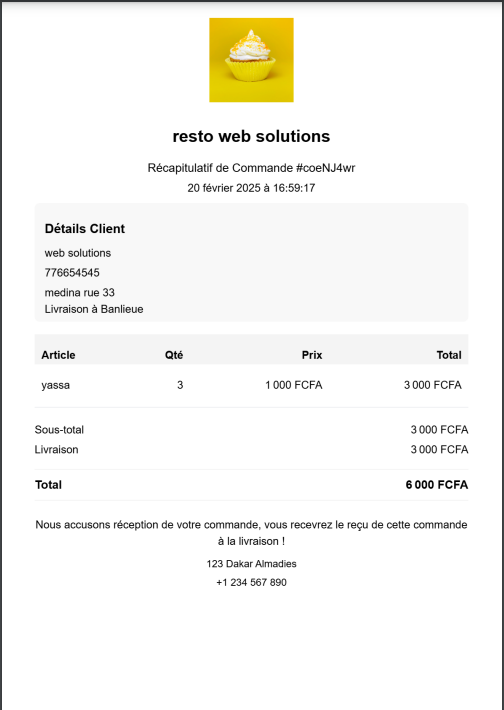 resto web solutions
Récapitulatif de Commande #coeNJ4wr
20 février 2025 à 16:59:17
Détails Client
web solutions
776654545
medina rue 33
Livraison à Banlieue
Article Qté Prix Total
yassa 3 1 000 FCFA 3 000 FCFA
Sous-total 3 000 FCFA
Livraison 3 000 FCFA
Total 6 000 FCFA
Nous accusons réception de votre commande, vous recevrez le reçu de cette commande
à la livraison !
123 Dakar Almadies
+1 234 567 890